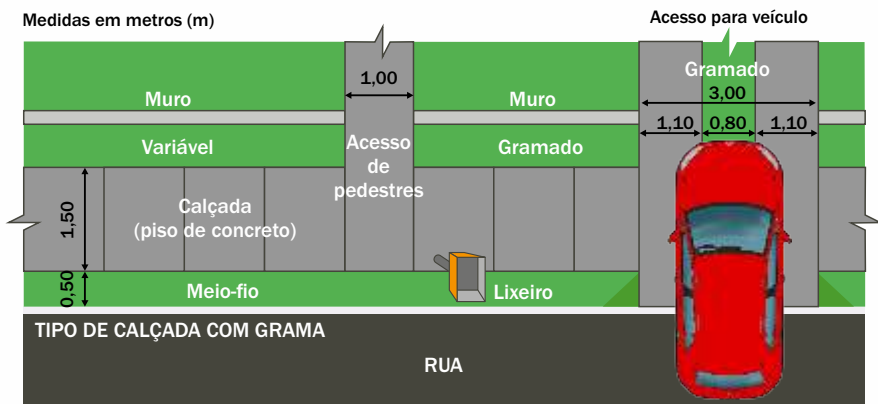 Medidas em metros (m)
Acesso para veículo
Gramado
1,00
3,00
Muro
Muro
1,10
0,80
1,10
Variável
Acesso
de
pedestres
Gramado
1,50
Calçada
(piso de concreto)
0,50
Meio-fio
Lixeiro
TIPO DE CALÇADA COM GRAMA
RUA